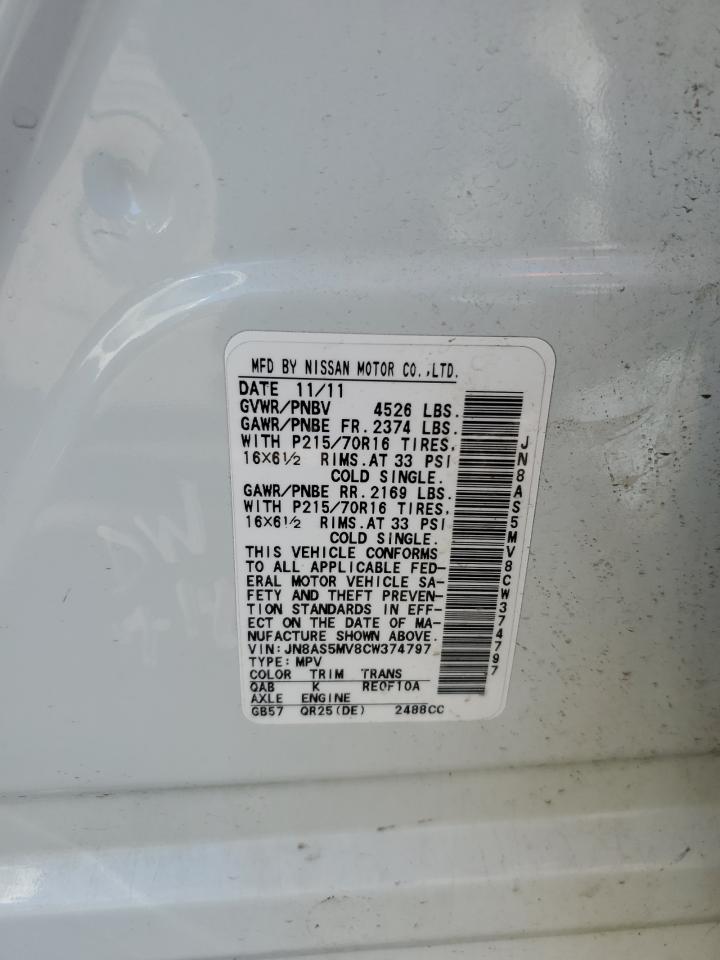 MFD BY NISSAN MOTOR CO.,LTD.
DATE 11/11
GVWR/PNBV 4526 LBS.
GAWR/PNBE FR. 2374 LBS.
WITH P215/70R16 TIRES,
16X6½ RIMS.AT 33 PSI
COLD SINGLE.
GAWR/PNBE RR. 2169 LBS.
WITH P215/70R16 TIRES,
16X6½ RIMS.AT 33 PSI
COLD SINGLE.
THIS VEHICLE CONFORMS
TO ALL APPLICABLE FED-
ERAL MOTOR VEHICLE SA-
FETY AND THEFT PREVEN-
TION STANDARDS IN EFF-
ECT ON THE DATE OF MA-
NUFACTURE SHOWN ABOVE.
VIN: JN8AS5MV8CW374797
TYPE: MPV
COLOR TRIM TRANS
QAB K RE0F10A
AXLE ENGINE
GB57 QR25(DE) 2488CC
JN8AS5MV8CW374797